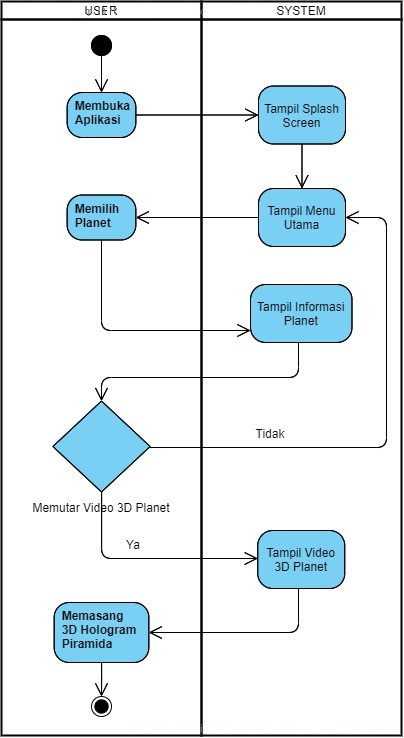 USER
SYSTEM
Membuka
Aplikasi
Tampil Splash
Screen
Memilih
Planet
Tampil Menu
Utama
Tampil Informasi
Planet
Tidak
Memutar Video 3D Planet
Ya
Tampil Video
3D Planet
Memasang
3D Hologram
Piramida